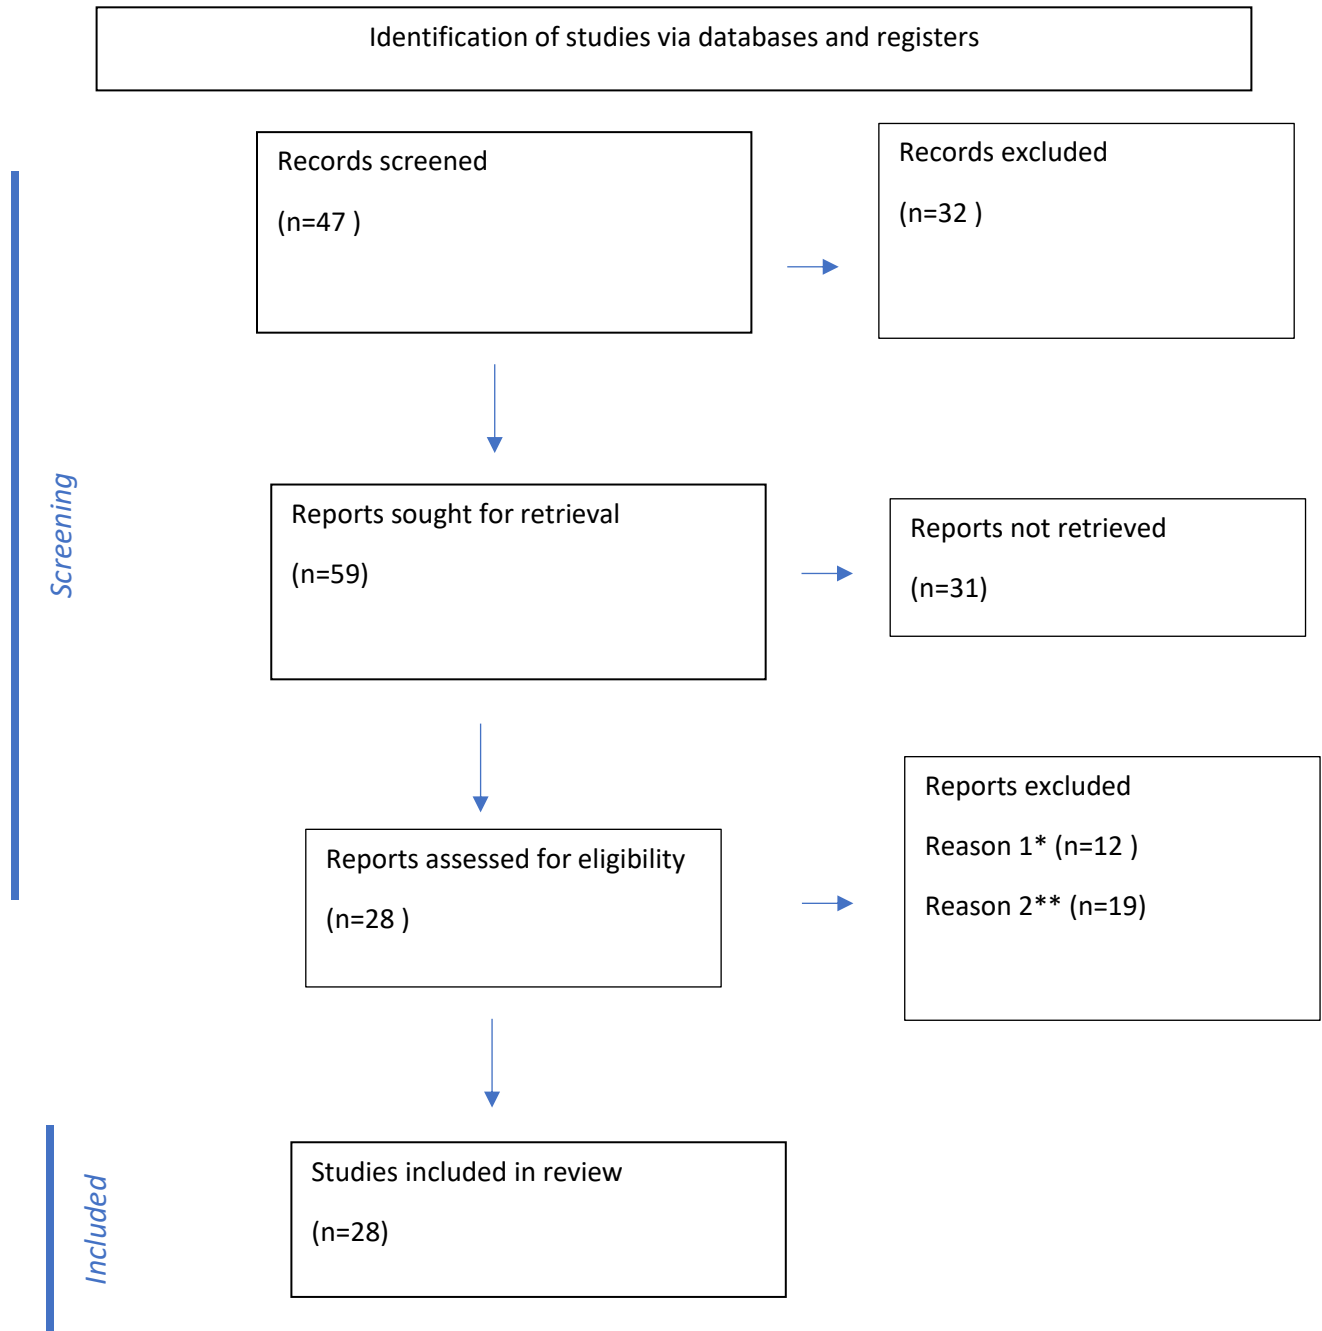 Identification of studies via databases and registers
Records screened
(n=47 )
Records excluded
(n=32 )
Screening
Reports sought for retrieval
(n=59)
Reports not retrieved
(n=31)
Reports assessed for eligibility
(n=28 )
Reports excluded
Reason 1* (n=12 )
Reason 2** (n=19)
Included
Studies included in review
(n=28)